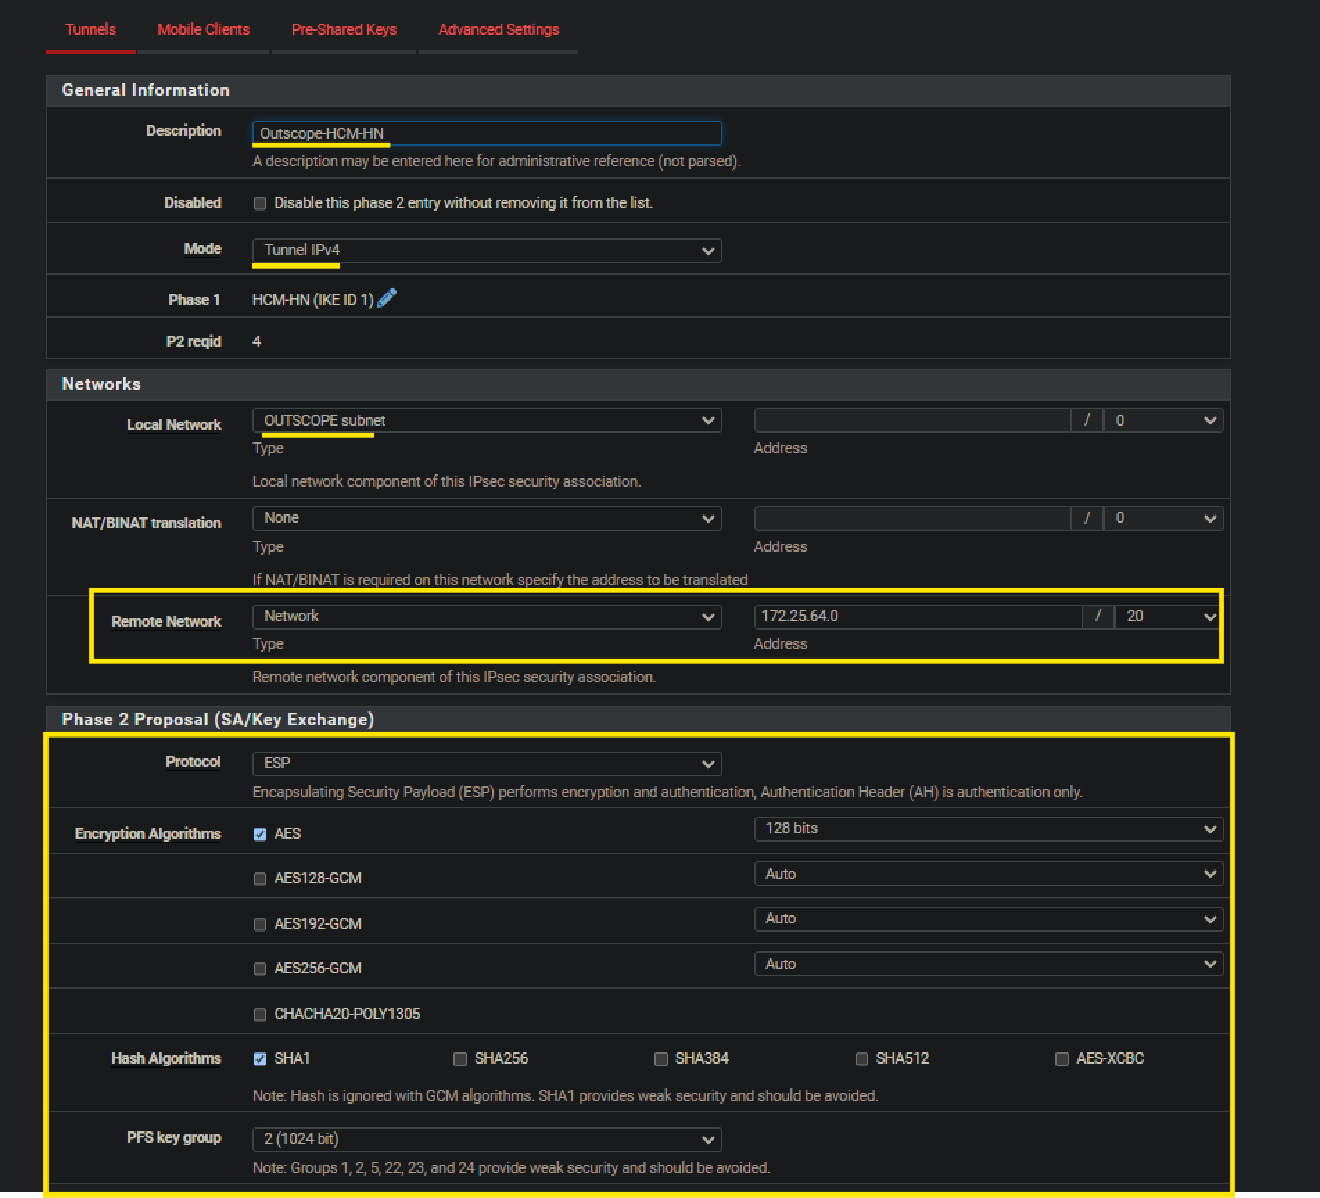 Tunnels Mobile Clients Pre-Shared Keys Advanced Settings
General Information
Description Outscope-HCM-HN
A description may be entered here for administrative reference (not parsed).
Disabled Disable this phase 2 entry without removing it from the list.
Mode Tunnel IPv4
Phase 1 HCM-HN (IKE ID 1)
P2 reqid 4
Networks
Local Network OUTSCOPE subnet / 0
Type Address
Local network component of this IPsec security association.
NAT/BINAT translation None / 0
Type Address
If NAT/BINAT is required on this network specify the address to be translated
Remote Network Network 172.25.64.0 / 20
Type Address
Remote network component of this IPsec security association.
Phase 2 Proposal (SA/Key Exchange)
Protocol ESP
Encapsulating Security Payload (ESP) performs encryption and authentication, Authentication Header (AH) is authentication only.
Encryption Algorithms AES 128 bits
AES128-GCM Auto
AES192-GCM Auto
AES256-GCM Auto
CHACHA20-POLY1305
Hash Algorithms SHA1 SHA256 SHA384 SHA512 AES-XCBC
Note: Hash is ignored with GCM algorithms. SHA1 provides weak security and should be avoided.
PFS key group 2 (1024 bit)
Note: Groups 1, 2, 5, 22, 23, and 24 provide weak security and should be avoided.